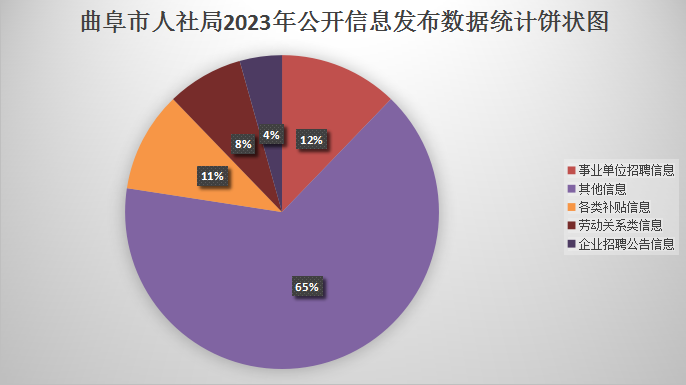 曲阜市人社局2023年公开信息发布数据统计饼状图
4%
8%
12%
11%
65%
事业单位招聘信息
其他信息
各类补贴信息
劳动关系类信息
企业招聘公告信息